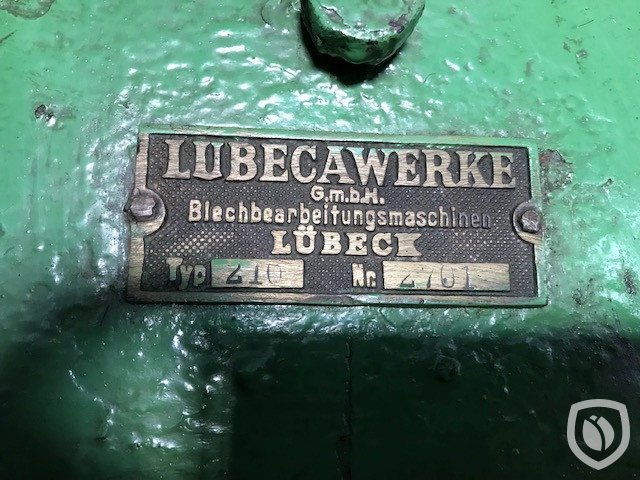 LUBECAWERKE
G.m.b.H.
Blechbearbeitungsmaschinen
LÜBECK
Typ 210 Nr. 2701